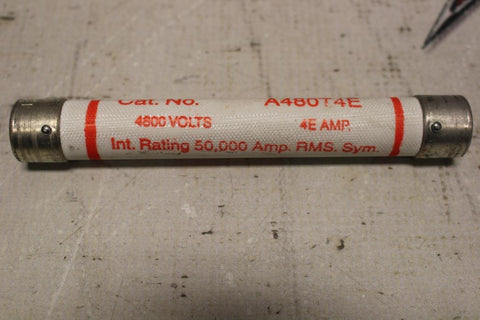 Cat. No. A480T4E
4800 VOLTS 4E AMP.
Int. Rating 50,000 Amp. RMS. Sym.